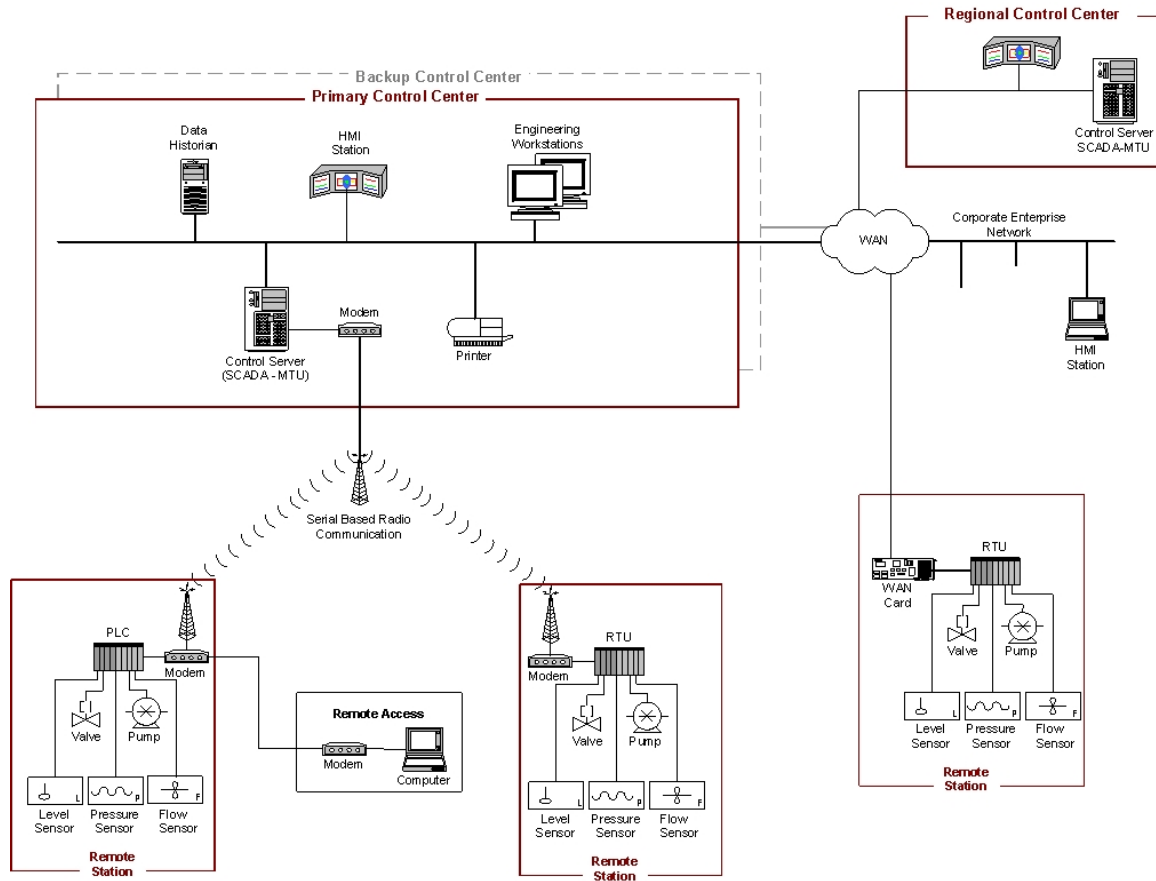 Regional Control Center
Control Server
SCADA-MTU
Backup Control Center
Primary Control Center
Data
Historian
HMI
Station
Engineering
Workstations
Control Server
(SCADA - MTU)
Modem
Printer
WAN
Corporate Enterprise
Network
HMI
Station
Serial Based Radio
Communication
PLC
Modem
Valve
Pump
L
P
F
Level
Sensor
Pressure
Sensor
Flow
Sensor
Remote
Station
Remote Access
Modem
Computer
RTU
Modem
Valve
Pump
L
P
F
Level
Sensor
Pressure
Sensor
Flow
Sensor
Remote
Station
RTU
WAN
Card
Valve
Pump
L
P
F
Level
Sensor
Pressure
Sensor
Flow
Sensor
Remote
Station